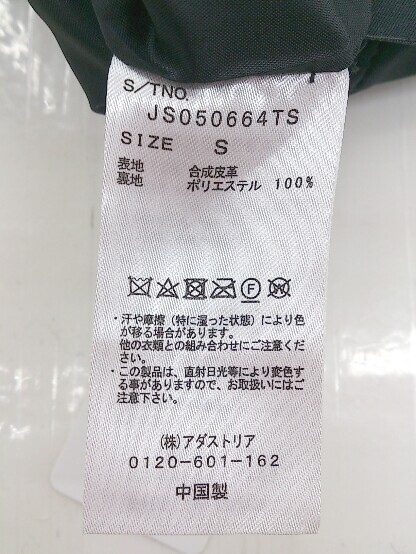 S/TNO.
JS050664TS
SIZE S
表地 合成皮革
裏地 ポリエステル 100%
Ⓕ Ⓦ
・汗や摩擦(特に湿った状態)により色
が移る場合があります。
他の衣類との組み合わせにご注意くだ
さい。
・この製品は、直射日光等により変色す
る事がありますので、お取扱いにはご
注意下さい。
(株)アダストリア
0120-601-162
中国製